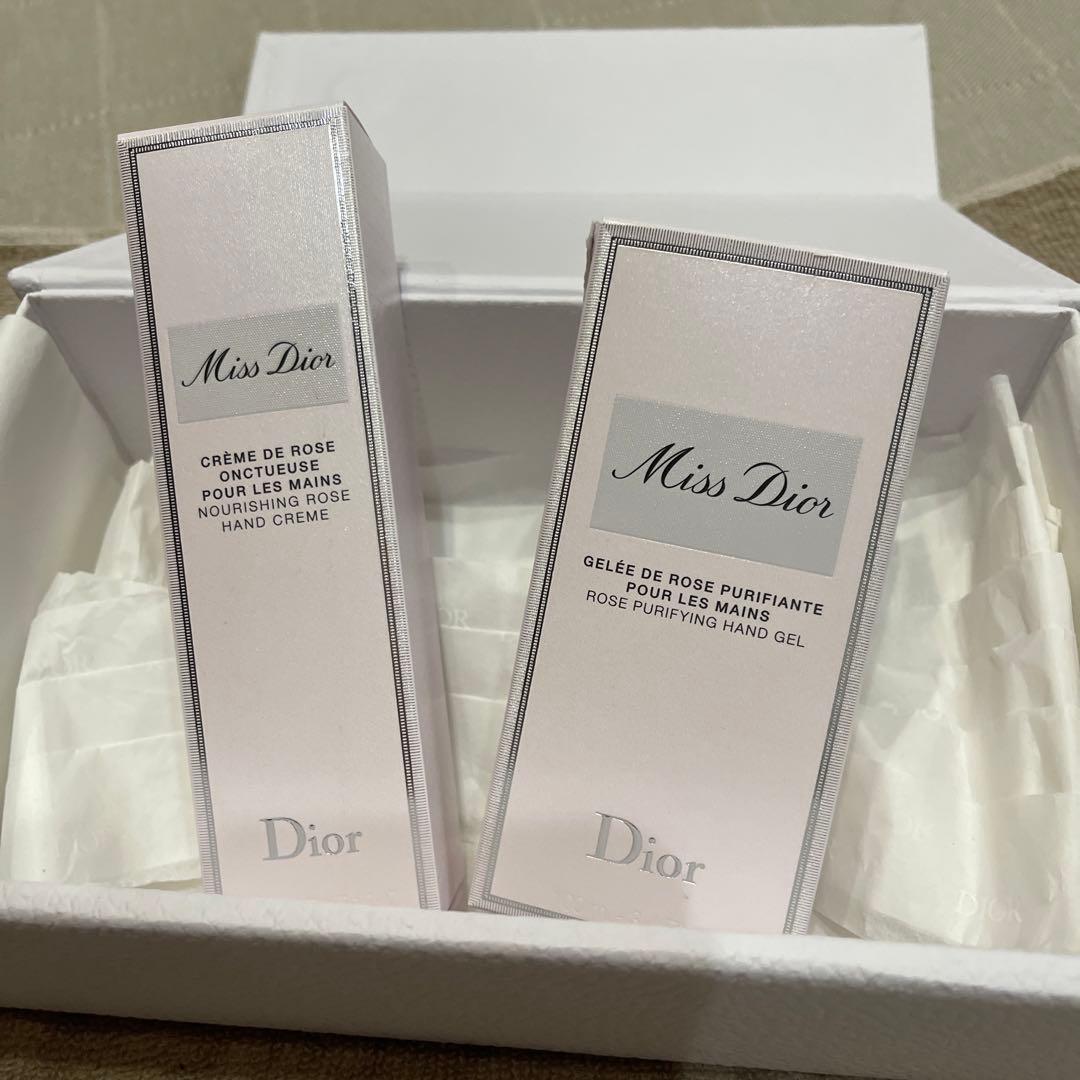 Miss Dior
CRÈME DE ROSE
ONCTUEUSE
POUR LES MAINS
NOURISHING ROSE
HAND CREME
Dior
Miss Dior
GELÉE DE ROSE PURIFIANTE
POUR LES MAINS
ROSE PURIFYING HAND GEL
Dior
DIOR